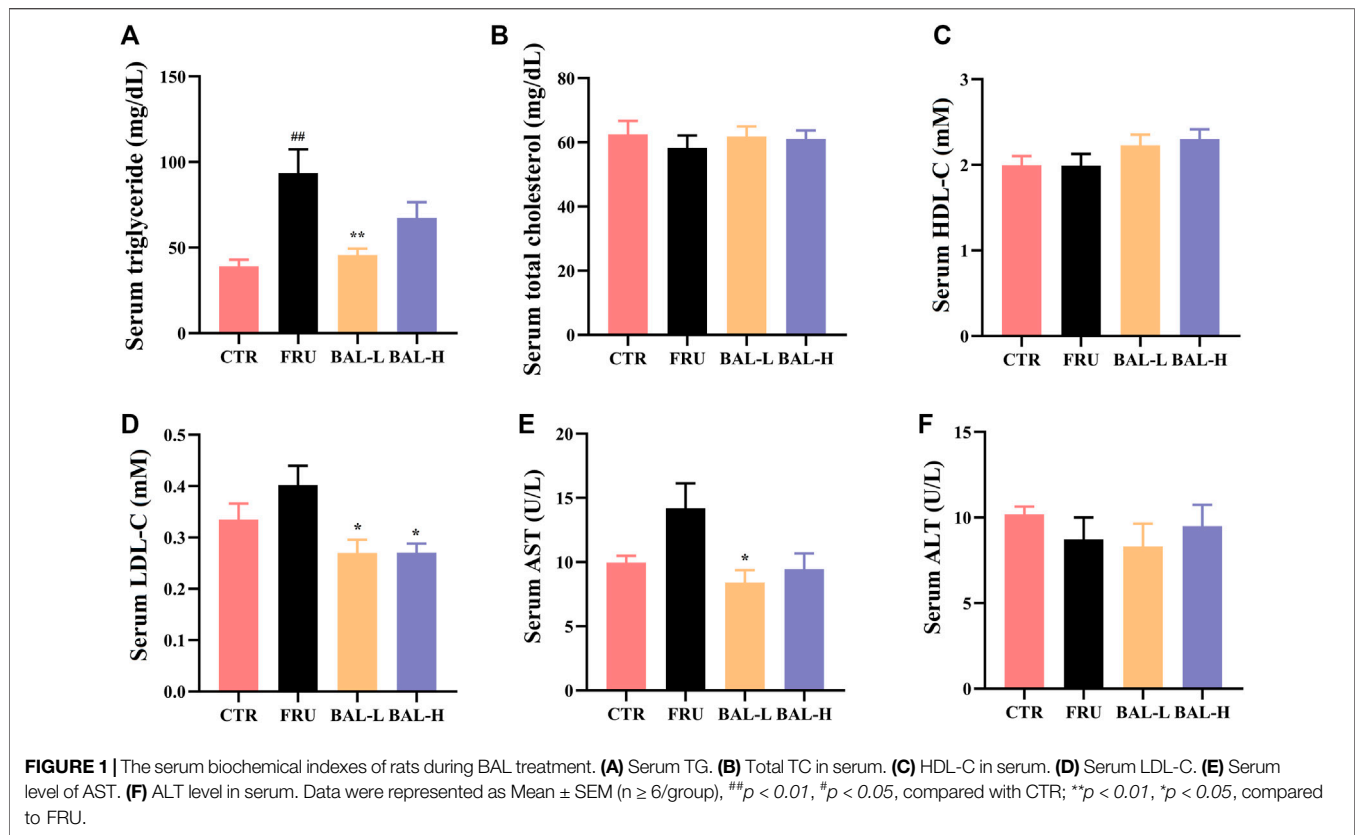 A
Serum triglyceride (mg/dL)
150
100
50
0
##
**
CTR FRU BAL-L BAL-H
B
Serum total cholesterol (mg/dL)
80
60
40
20
0
CTR FRU BAL-L BAL-H
C
Serum HDL-C (mM)
3
2
1
0
CTR FRU BAL-L BAL-H
D
Serum LDL-C (mM)
0.5
0.4
0.3
0.2
0.1
0.0
*
*
CTR FRU BAL-L BAL-H
E
Serum AST (U/L)
20
15
10
5
0
*
CTR FRU BAL-L BAL-H
F
Serum ALT (U/L)
15
10
5
0
CTR FRU BAL-L BAL-H
FIGURE 1 | The serum biochemical indexes of rats during BAL treatment. (A) Serum TG. (B) Total TC in serum. (C) HDL-C in serum. (D) Serum LDL-C. (E) Serum
level of AST. (F) ALT level in serum. Data were represented as Mean ± SEM (n ≥ 6/group), ##p < 0.01, #p < 0.05, compared with CTR; **p < 0.01, *p < 0.05, compared
to FRU.